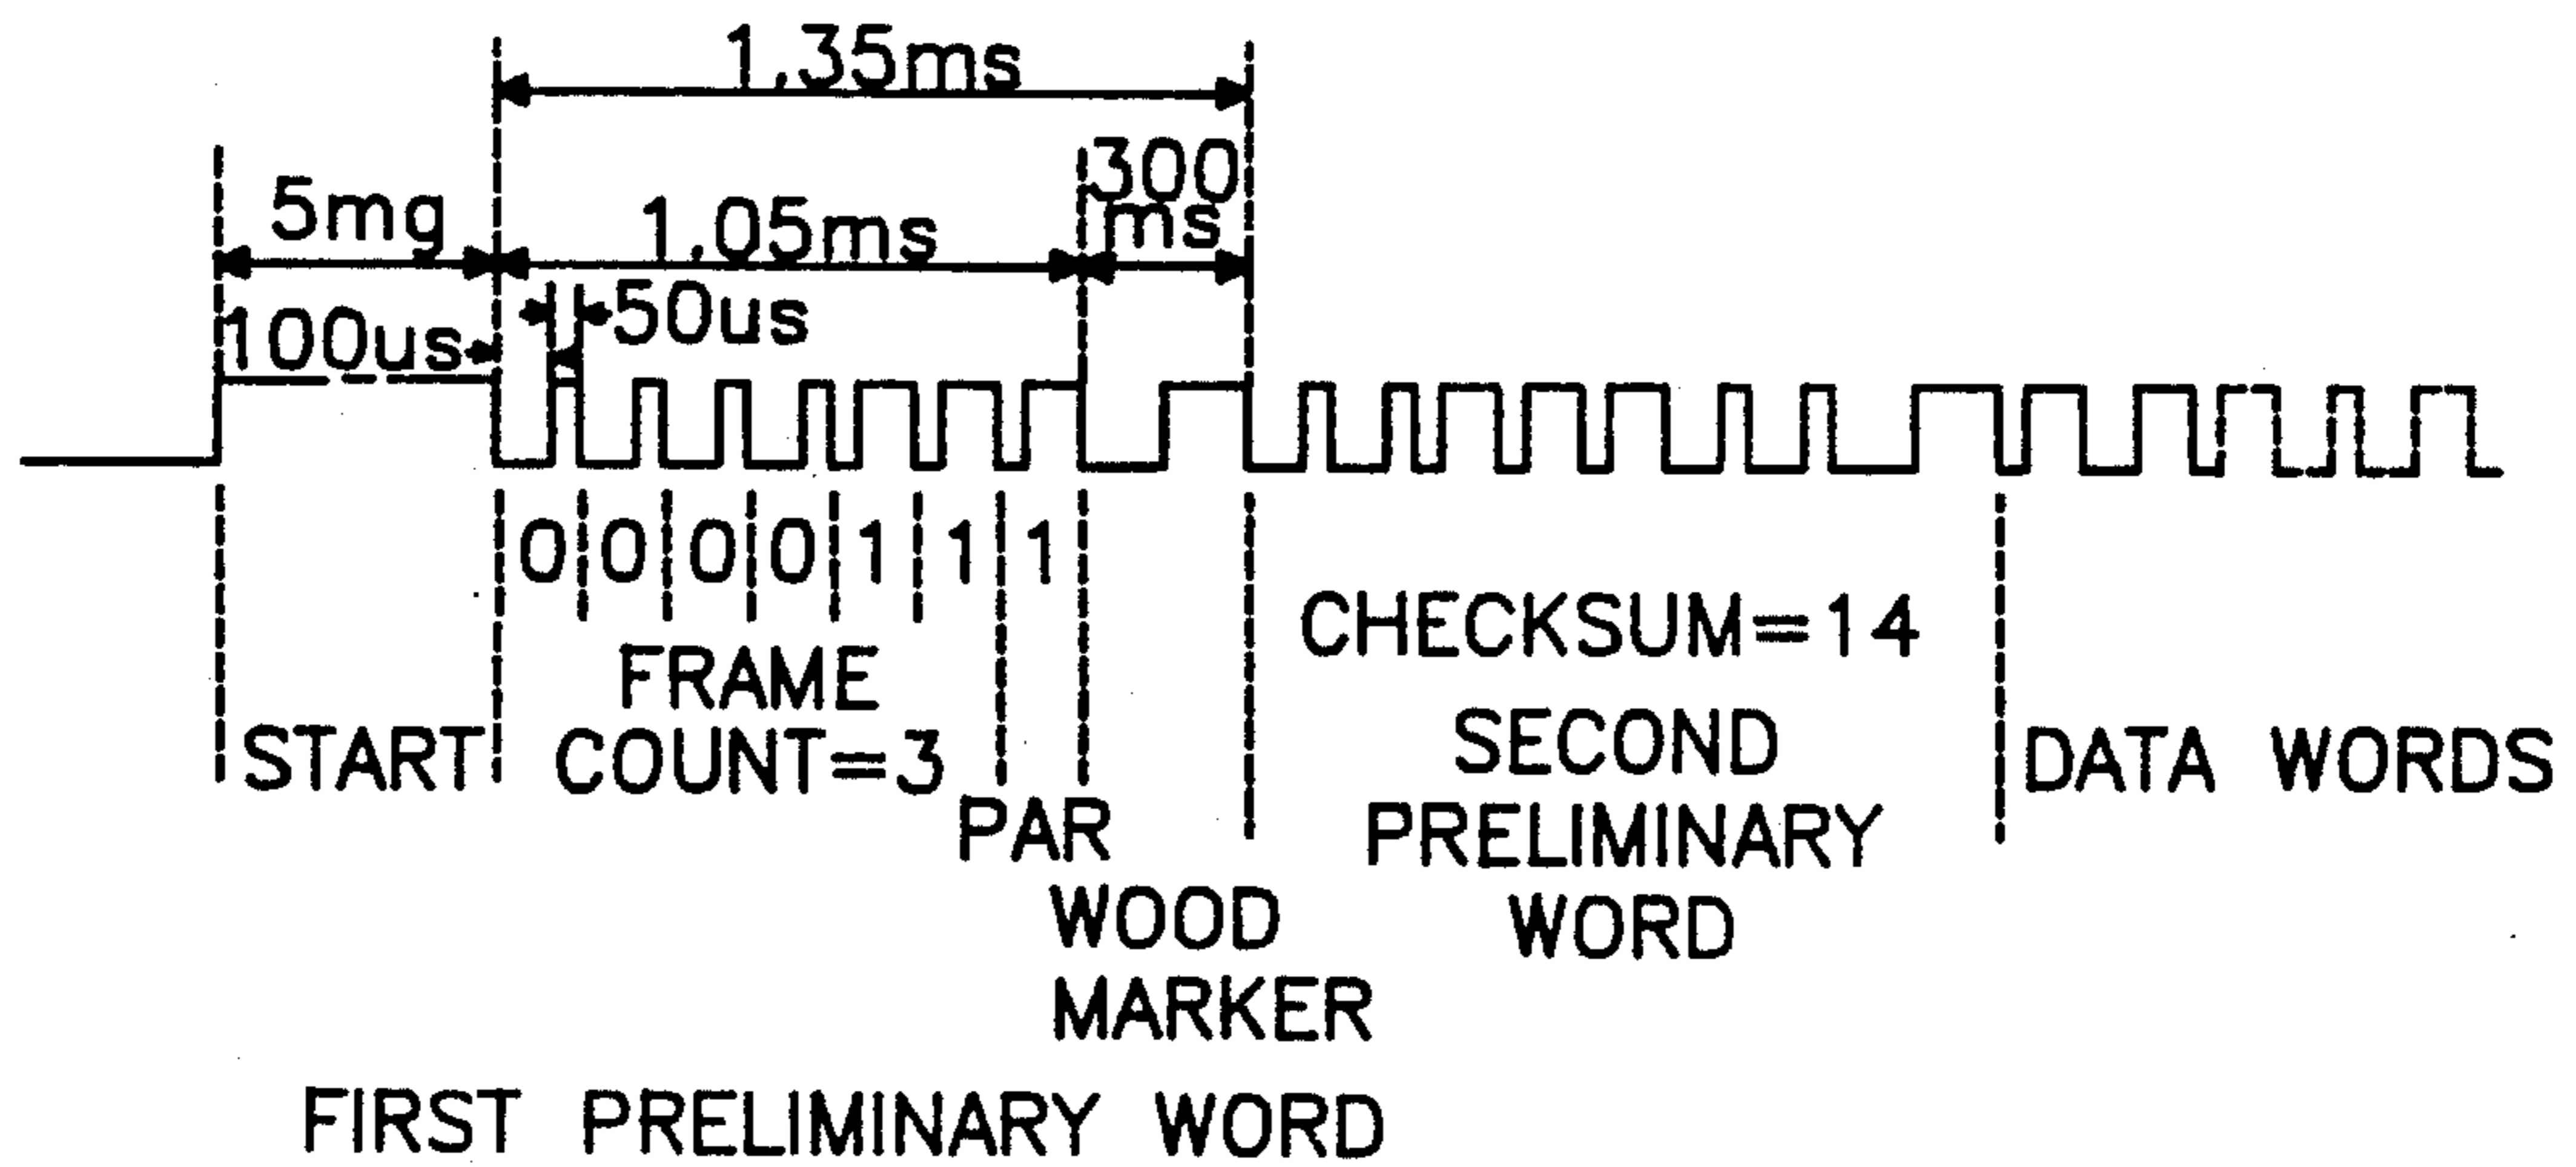 1.35ms
300
ms
5mg
1.05ms
50us
100us
0 0 0 0 1 1 1
CHECKSUM=14
FRAME
COUNT=3
START
SECOND
PRELIMINARY
WORD
DATA WORDS
PAR
WOOD
MARKER
FIRST PRELIMINARY WORD